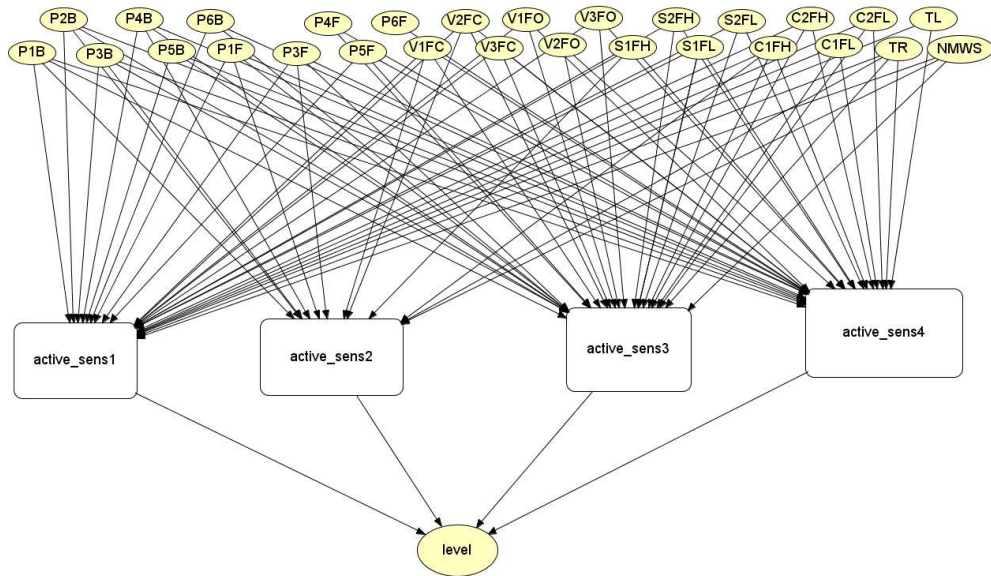 P2B P4B P6B P4F P6F V2FC V1FO V3FO S2FH S2FL C2FH C2FL TL
P1B P3B P5B P1F P3F P5F V1FC V3FC V2FO S1FH S1FL C1FH C1FL TR NMWS
active_sens1 active_sens2 active_sens3 active_sens4
level